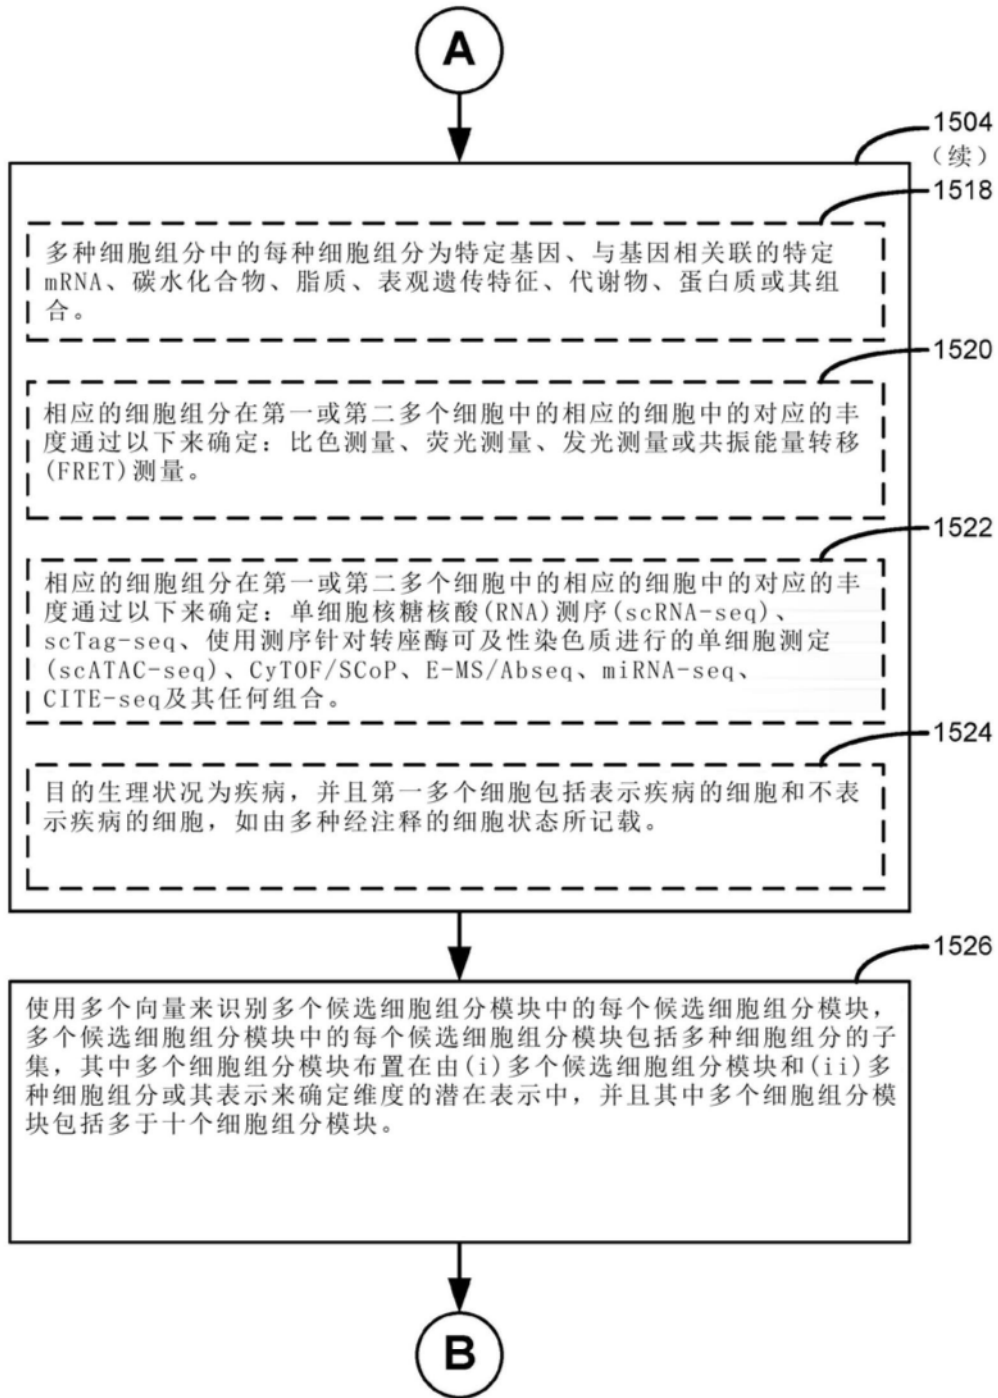 A
1504
(续)
1518
多种细胞组分中的每种细胞组分为特定基因、与基因相关联的特定
mRNA、碳水化合物、脂质、表观遗传特征、代谢物、蛋白质或其组
合。
1520
相应的细胞组分在第一或第二多个细胞中的相应的细胞中的对应的丰
度通过以下来确定：比色测量、荧光测量、发光测量或共振能量转移
(FRET)测量。
1522
相应的细胞组分在第一或第二多个细胞中的相应的细胞中的对应的丰
度通过以下来确定：单细胞核糖核酸(RNA)测序(scRNA-seq)、
scTag-seq、使用测序针对转座酶可及性染色质进行的单细胞测定
(scATAC-seq)、CyTOF/SCoP、E-MS/Abseq、miRNA-seq、
CITE-seq及其任何组合。
1524
目的生理状况为疾病，并且第一多个细胞包括表示疾病的细胞和不表
示疾病的细胞，如由多种经注释的细胞状态所记载。
1526
使用多个向量来识别多个候选细胞组分模块中的每个候选细胞组分模块，
多个候选细胞组分模块中的每个候选细胞组分模块包括多种细胞组分的子
集，其中多个细胞组分模块布置在由(i)多个候选细胞组分模块和(ii)多
种细胞组分或其表示来确定维度的潜在表示中，并且其中多个细胞组分模
块包括多于十个细胞组分模块。
B